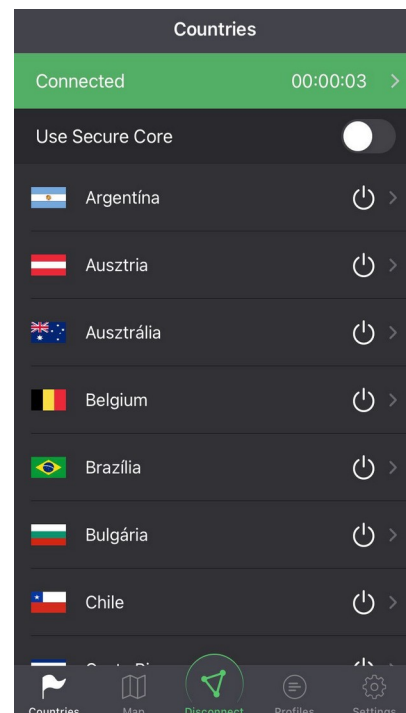 Countries
Connected 00:00:03
Use Secure Core
Argentína
Ausztria
Ausztrália
Belgium
Brazília
Bulgária
Chile
Countries Map Disconnect Profiles Settings